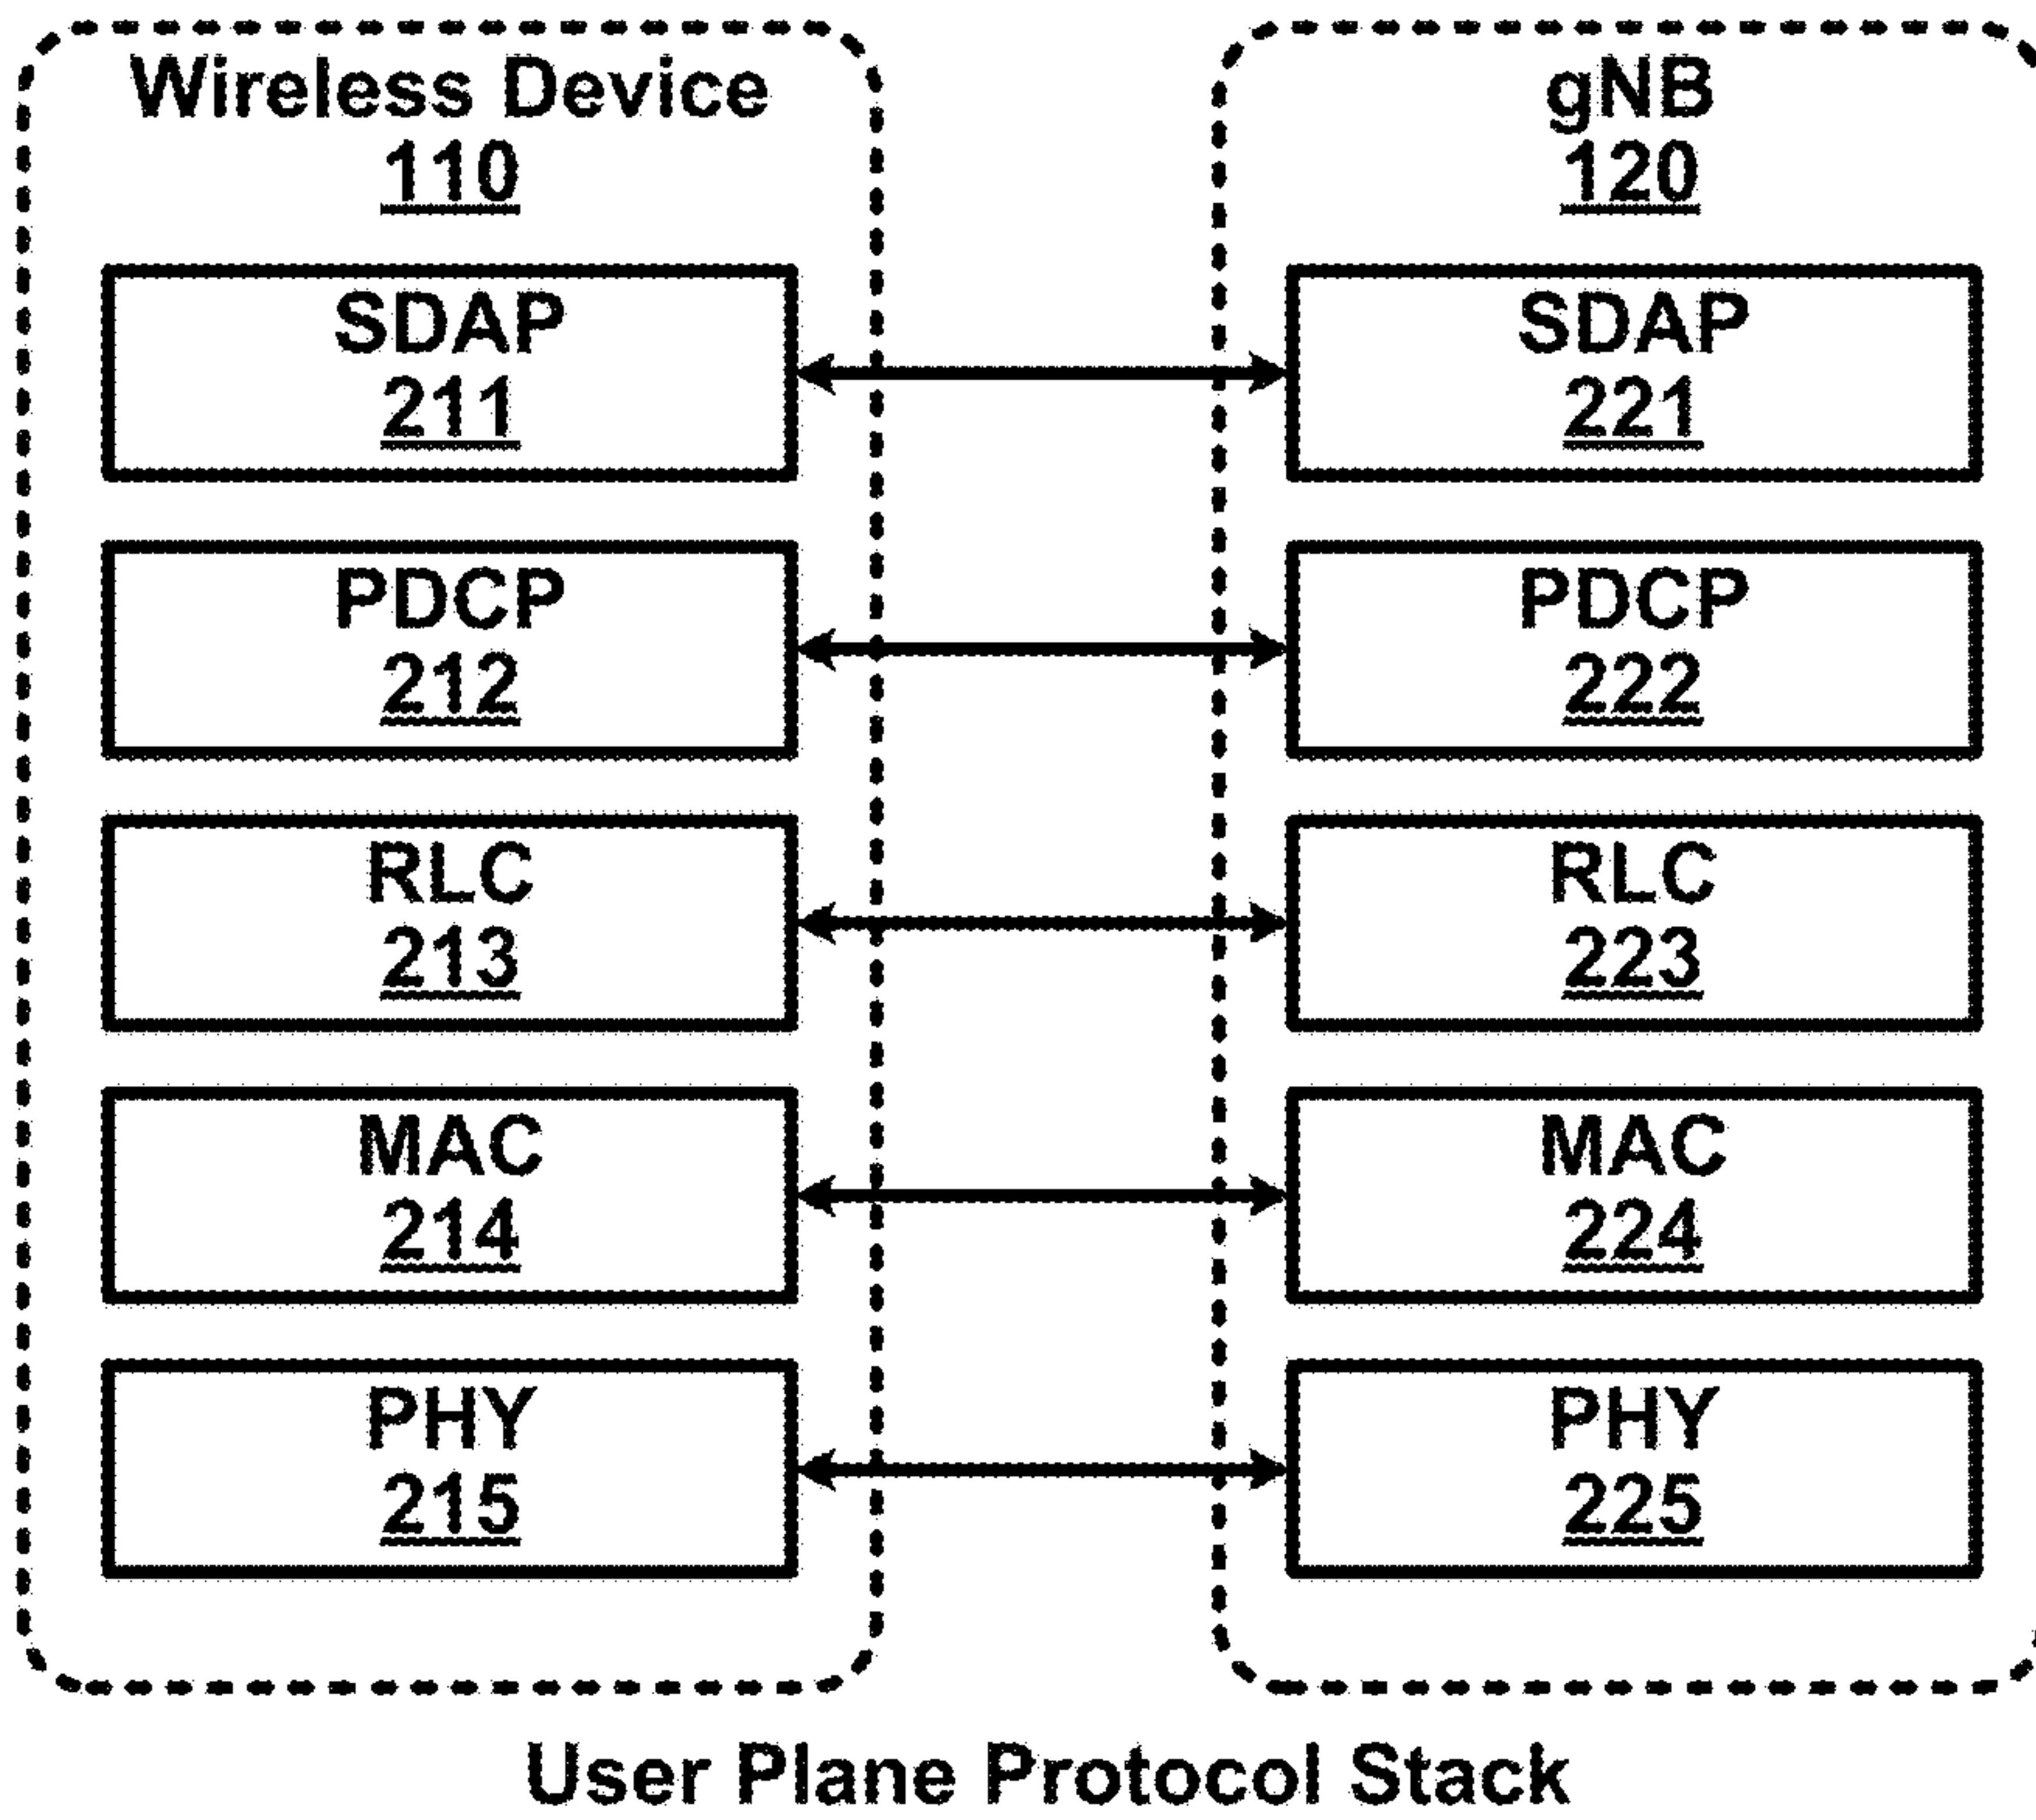 Wireless Device
110
gNB
120
SDAP
211
SDAP
221
PDCP
212
PDCP
222
RLC
213
RLC
223
MAC
214
MAC
224
PHY
215
PHY
225
User Plane Protocol Stack